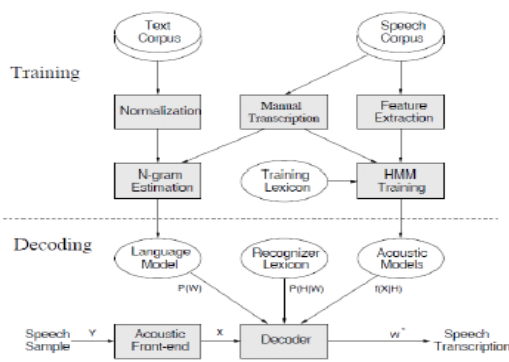 Text
Corpus
Speech
Corpus
Training
Normalization
Manual
Transcription
Feature
Extraction
N-gram
Estimation
Training
Lexicon
HMM
Training
Decoding
Language
Model
Recognizer
Lexicon
Acoustic
Models
P(W)
P(H|W)
f(X|H)
Speech
Sample
Y
Acoustic
Front-end
X
Decoder
W*
Speech
Transcription